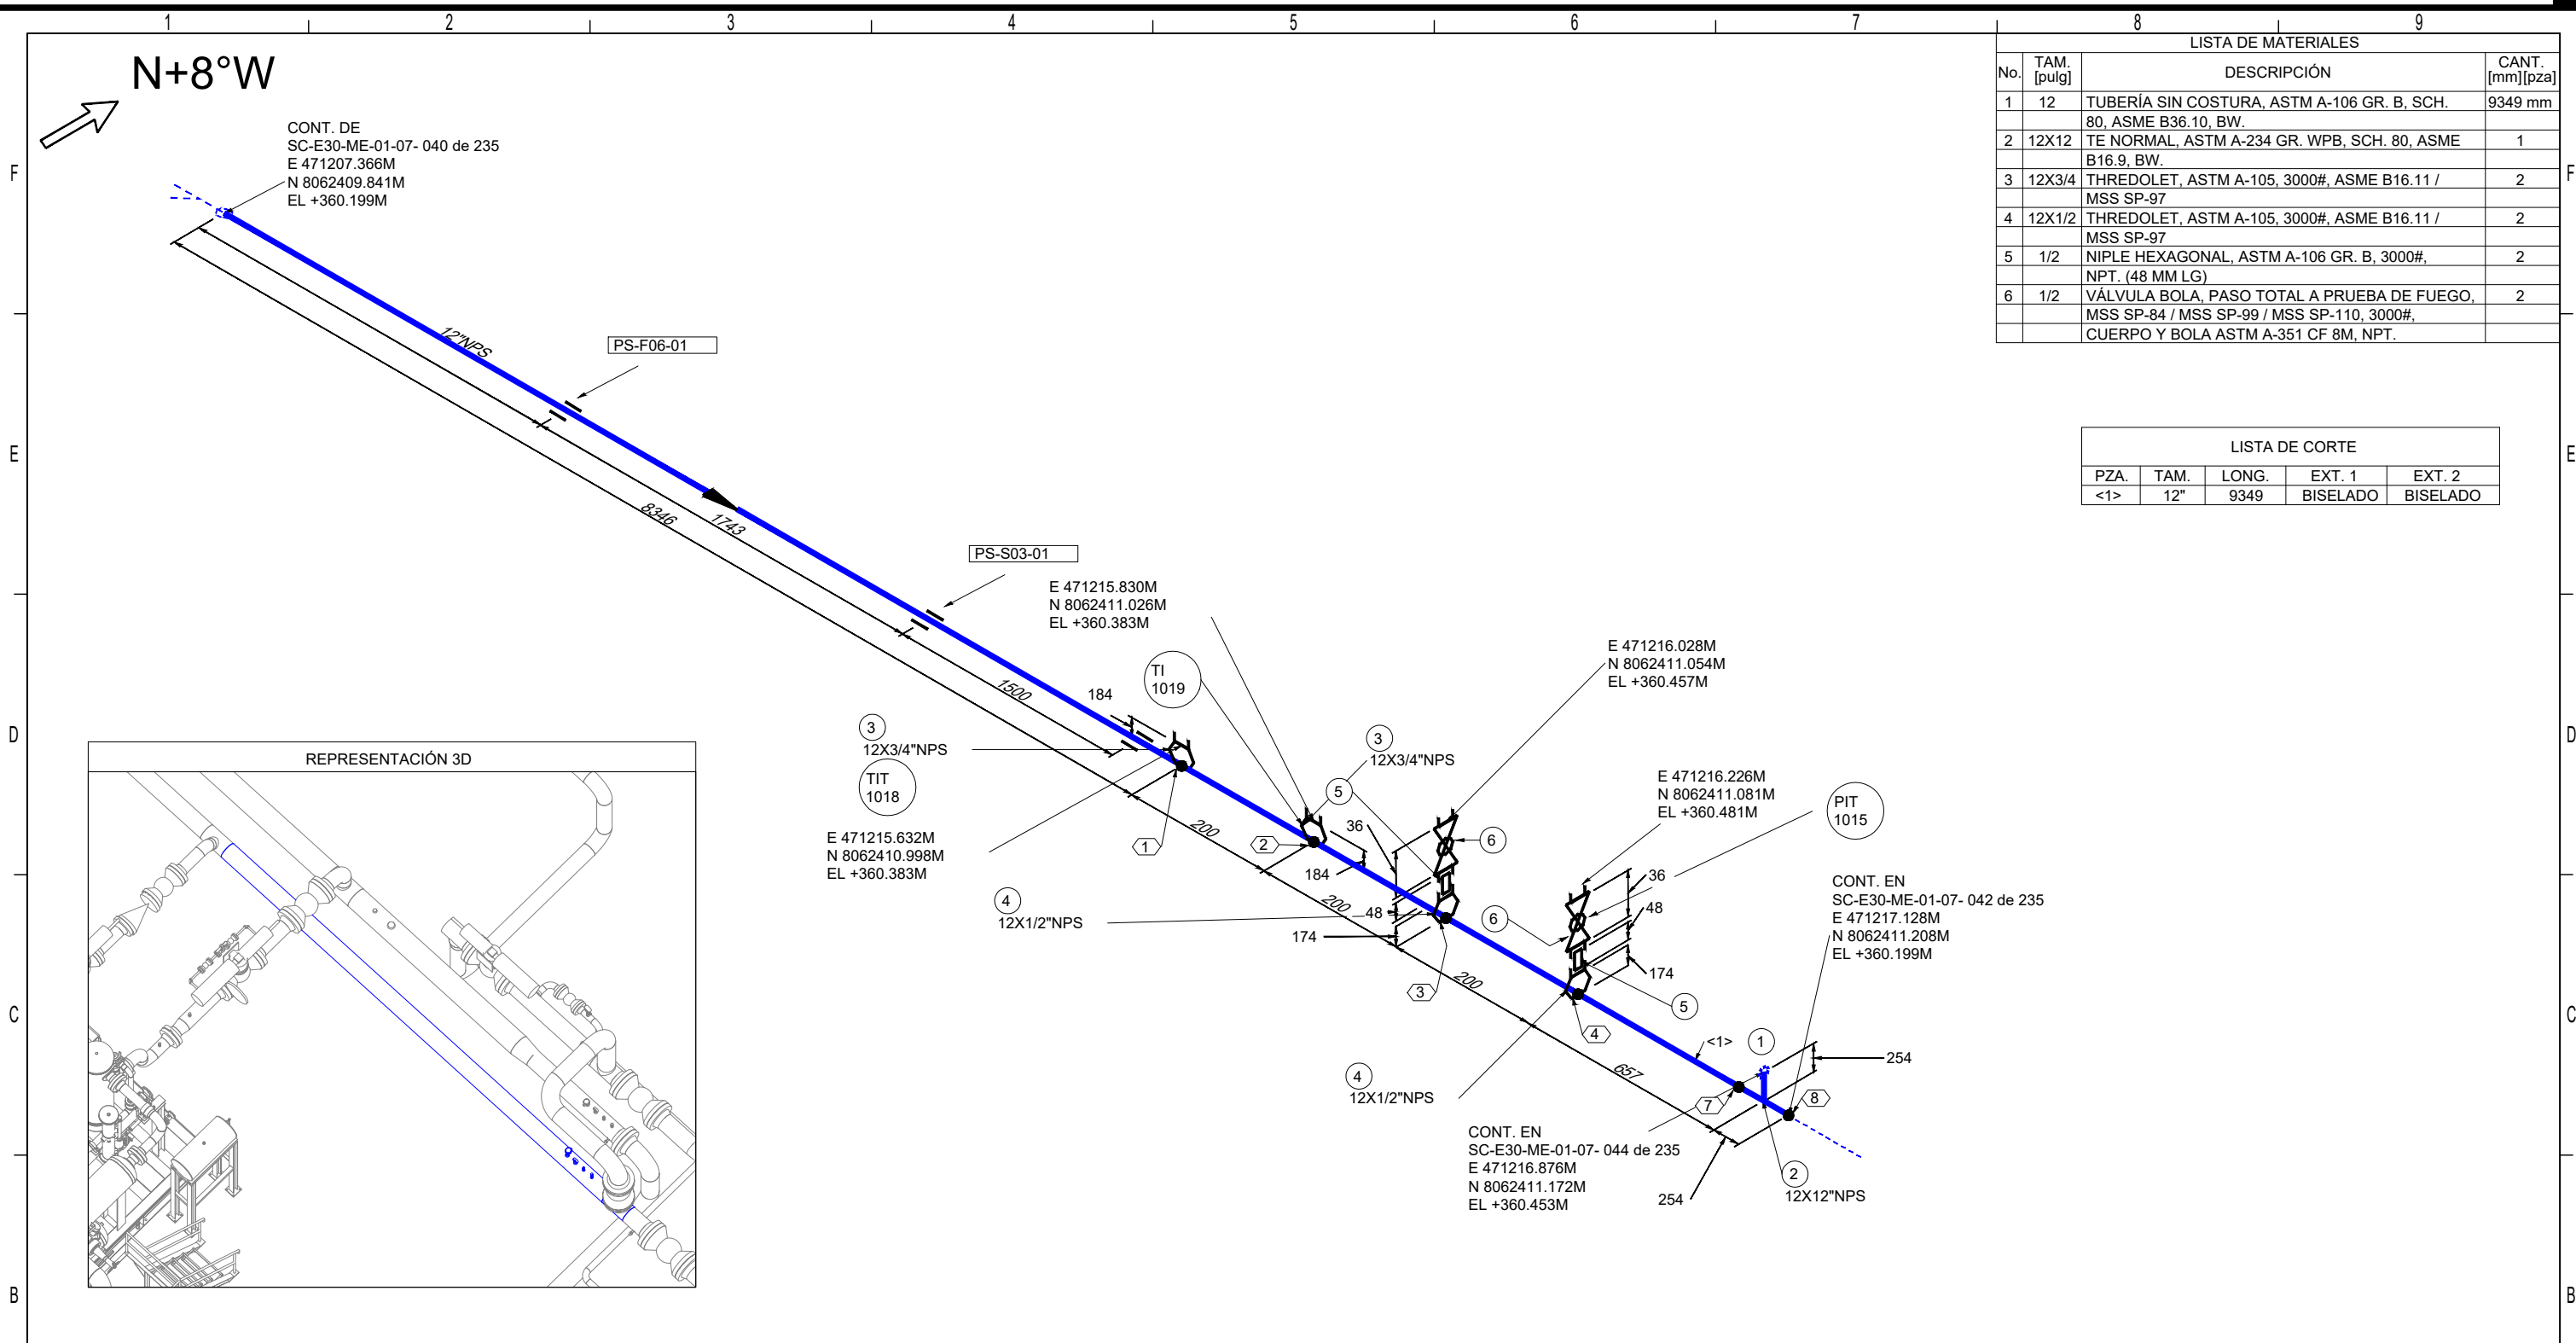 1 2 3 4 5 6 7 8 9
F
E
D
C
B
F
E
D
C
B
N+8°W
CONT. DE
SC-E30-ME-01-07- 040 de 235
E 471207.366M
N 8062409.841M
EL +360.199M
LISTA DE MATERIALES
No. TAM. [pulg] DESCRIPCIÓN CANT. [mm][pza]
1 12 TUBERÍA SIN COSTURA, ASTM A-106 GR. B, SCH. 9349 mm
80, ASME B36.10, BW.
2 12X12 TE NORMAL, ASTM A-234 GR. WPB, SCH. 80, ASME 1
B16.9, BW.
3 12X3/4 THREDOLET, ASTM A-105, 3000#, ASME B16.11 / 2
MSS SP-97
4 12X1/2 THREDOLET, ASTM A-105, 3000#, ASME B16.11 / 2
MSS SP-97
5 1/2 NIPLE HEXAGONAL, ASTM A-106 GR. B, 3000#, 2
NPT. (48 MM LG)
6 1/2 VÁLVULA BOLA, PASO TOTAL A PRUEBA DE FUEGO, 2
MSS SP-84 / MSS SP-99 / MSS SP-110, 3000#,
CUERPO Y BOLA ASTM A-351 CF 8M, NPT.
LISTA DE CORTE
PZA. TAM. LONG. EXT. 1 EXT. 2
<1> 12" 9349 BISELADO BISELADO
12"NPS
PS-F06-01
8346
1743
PS-S03-01
E 471215.830M
N 8062411.026M
EL +360.383M
1500
184
TI
1019
E 471216.028M
N 8062411.054M
EL +360.457M
3
12X3/4"NPS
TIT
1018
E 471215.632M
N 8062410.998M
EL +360.383M
3
12X3/4"NPS
5
36
6
E 471216.226M
N 8062411.081M
EL +360.481M
PIT
1015
1
200
2
184
4
12X1/2"NPS
200
48
174
3
6
36
48
174
5
4
CONT. EN
SC-E30-ME-01-07- 042 de 235
E 471217.128M
N 8062411.208M
EL +360.199M
200
<1>
1
254
4
12X1/2"NPS
657
7
8
CONT. EN
SC-E30-ME-01-07- 044 de 235
E 471216.876M
N 8062411.172M
EL +360.453M
254
2
12X12"NPS
REPRESENTACIÓN 3D